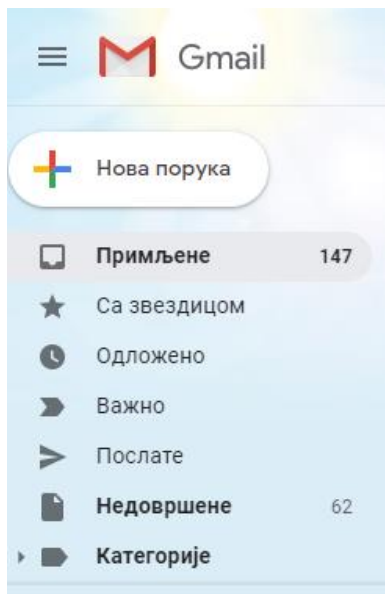 Gmail
Нова порука
Примљене 147
Са звездицом
Одложено
Важно
Послате
Недовршене 62
Категорије